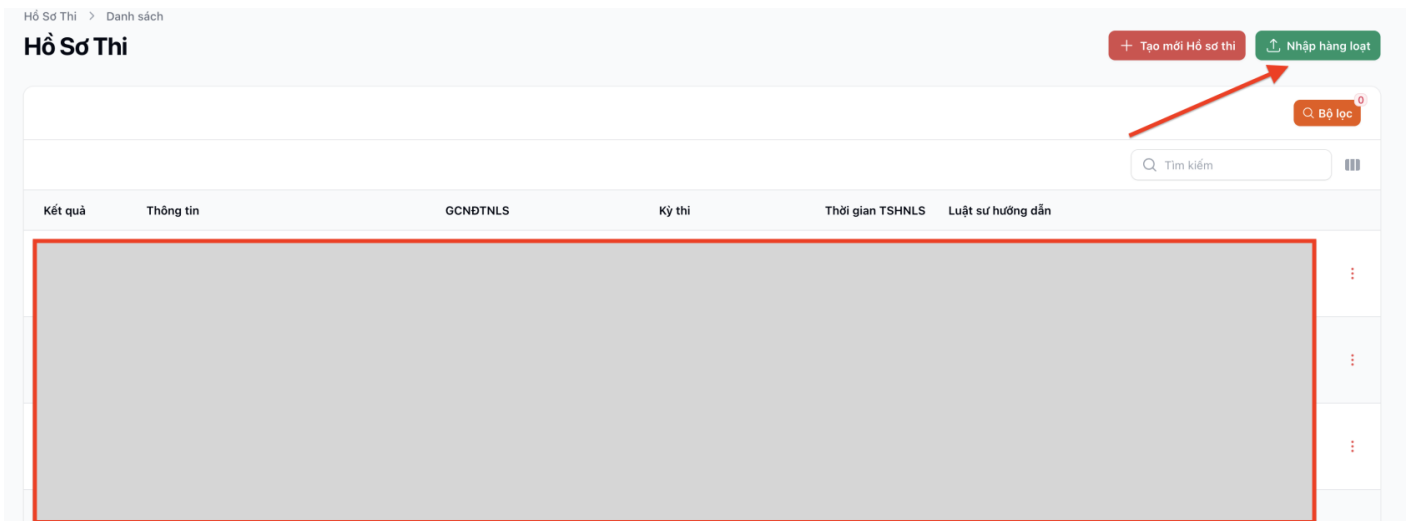 Hồ Sơ Thi > Danh sách
Hồ Sơ Thi
+ Tạo mới Hồ sơ thi
Nhập hàng loạt
Bộ lọc
0
Tìm kiếm
Kết quả Thông tin GCNĐTNLS Kỳ thi Thời gian TSHNLS Luật sư hướng dẫn